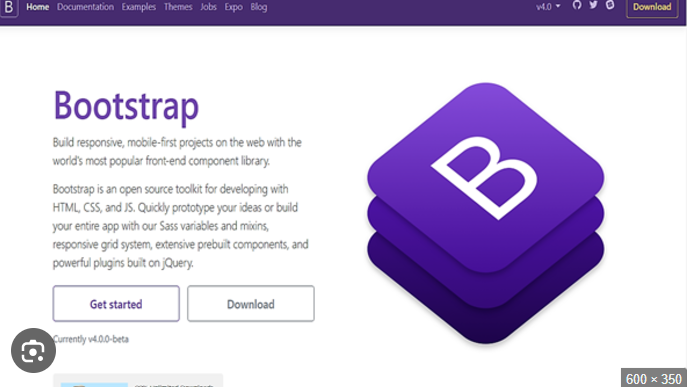 B Home Documentation Examples Themes Jobs Expo Blog v4.0 Download
Bootstrap
Build responsive, mobile-first projects on the web with the
world's most popular front-end component library.
Bootstrap is an open source toolkit for developing with
HTML, CSS, and JS. Quickly prototype your ideas or build
your entire app with our Sass variables and mixins,
responsive grid system, extensive prebuilt components, and
powerful plugins built on jQuery.
Get started Download
Currently v4.0.0-beta
B
600 × 350